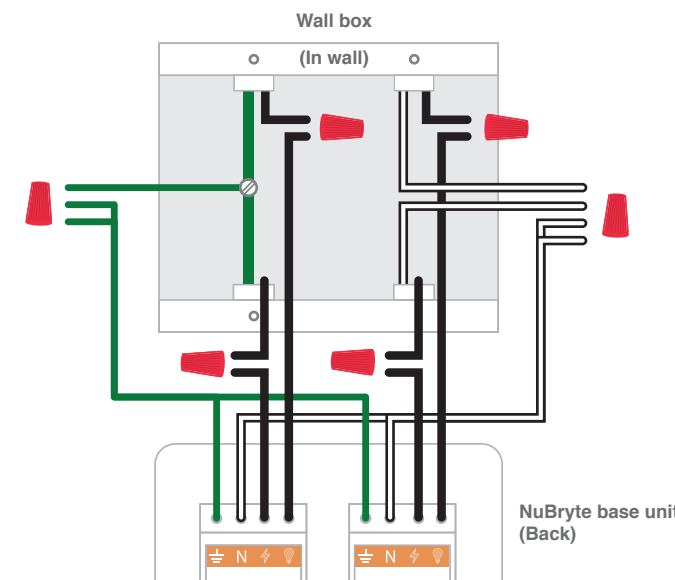 Wall box
(In wall)
NuBryte base unit
(Back)
N
N